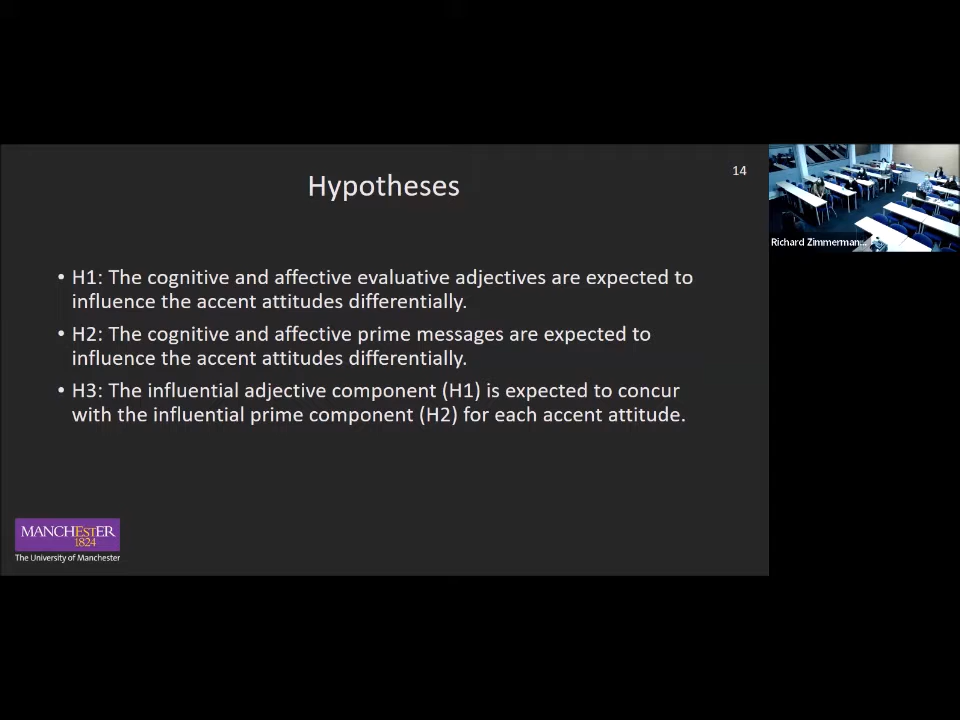 Hypotheses
14
• H1: The cognitive and affective evaluative adjectives are expected to
influence the accent attitudes differentially.
• H2: The cognitive and affective prime messages are expected to
influence the accent attitudes differentially.
• H3: The influential adjective component (H1) is expected to concur
with the influential prime component (H2) for each accent attitude.
MANCHESTER
1824
The University of Manchester
Richard Zimmerman...